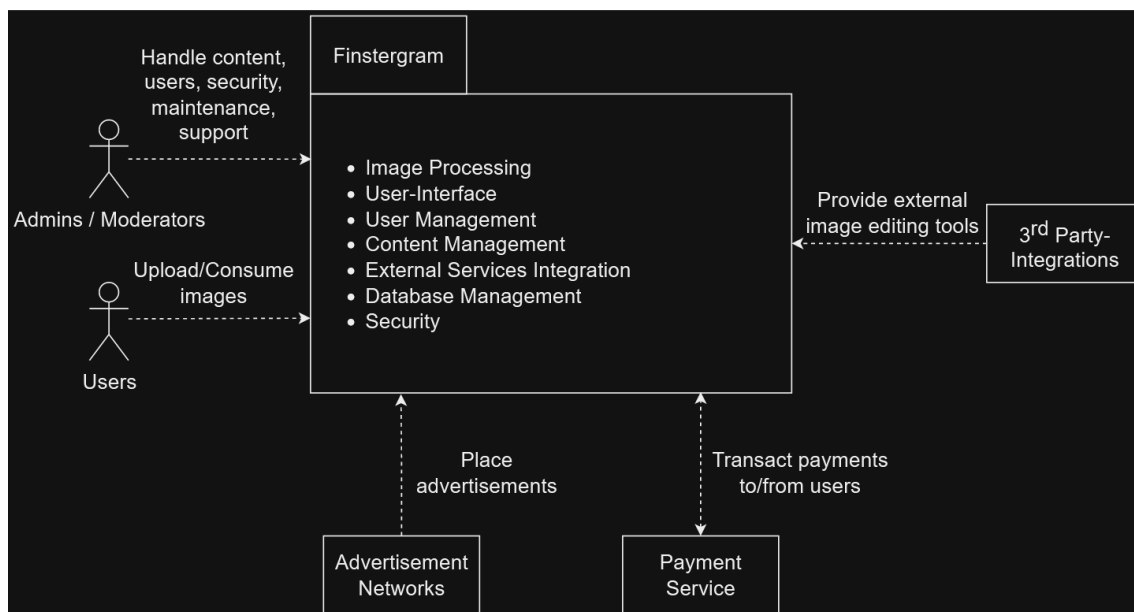 Finstergram
Handle content,
users, security,
maintenance,
support
Admins / Moderators
Upload/Consume
images
Users
• Image Processing
• User-Interface
• User Management
• Content Management
• External Services Integration
• Database Management
• Security
Provide external
image editing tools
3rd Party-
Integrations
Place
advertisements
Advertisement
Networks
Transact payments
to/from users
Payment
Service